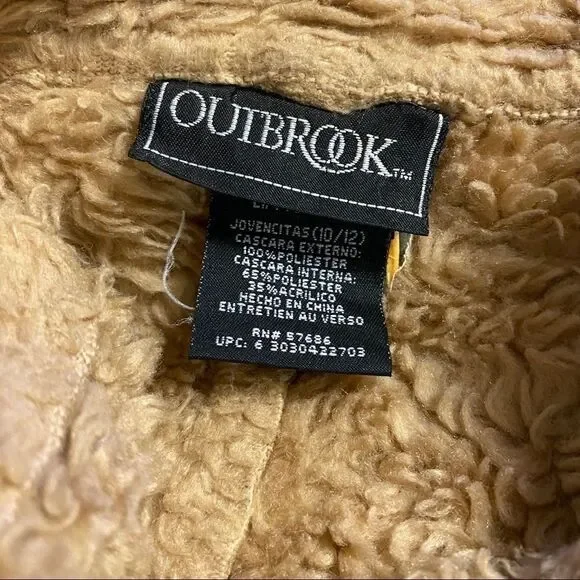 OUTBROOK™
JOVENCITAS (10/12)
CASCARA EXTERNO:
100%POLIESTER
CASCARA INTERNA:
65%POLIESTER
35%ACRILICO
HECHO EN CHINA
ENTRETIEN AU VERSO
RN# 57686
UPC: 6 3030422703